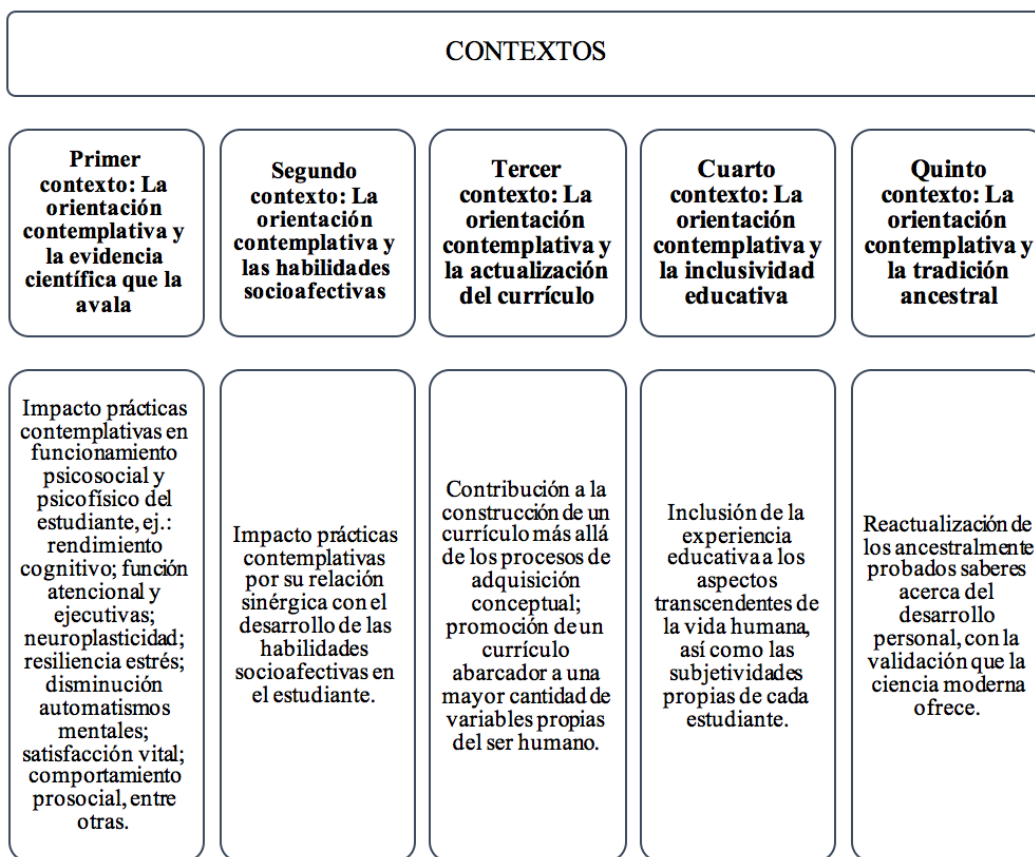 CONTEXTOS
Primer
contexto: La
orientación
contemplativa y
la evidencia
científica que la
avala
Segundo
contexto: La
orientación
contemplativa y
las habilidades
socioafectivas
Tercer
contexto: La
orientación
contemplativa y
la actualización
del currículo
Cuarto
contexto: La
orientación
contemplativa y
la inclusividad
educativa
Quinto
contexto: La
orientación
contemplativa y
la tradición
ancestral
Impacto prácticas
contemplativas en
funcionamiento
psicosocial y
psicofísico del
estudiante, ej.:
rendimiento
cognitivo; función
atencional y
ejecutivas;
neuroplasticidad;
resiliencia estrés;
disminución
automatismos
mentales;
satisfacción vital;
comportamiento
prosocial, entre
otras.
Impacto prácticas
contemplativas
por su relación
sinérgica con el
desarrollo de las
habilidades
socioafectivas en
el estudiante.
Contribución a la
construcción de un
currículo más allá
de los procesos de
adquisición
conceptual;
promoción de un
currículo
abarcador a una
mayor cantidad de
variables propias
del ser humano.
Inclusión de la
experiencia
educativa a los
aspectos
transcendentes de
la vida humana,
así como las
subjetividades
propias de cada
estudiante.
Reactualización de
los ancestralmente
probados saberes
acerca del
desarrollo
personal, con la
validación que la
ciencia moderna
ofrece.